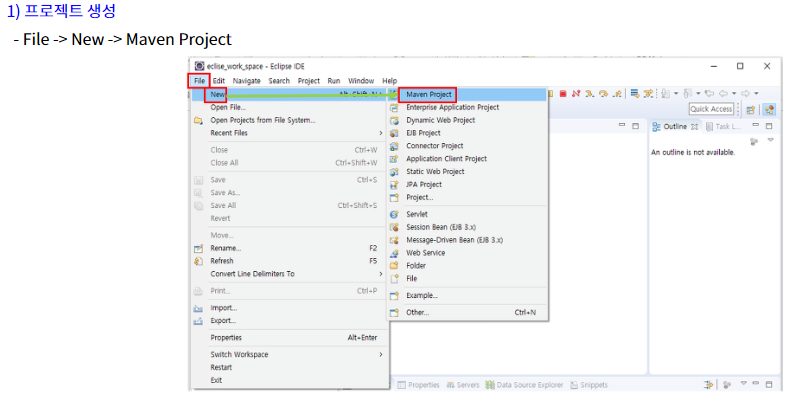 1) 프로젝트 생성
- File -> New -> Maven Project
eclise_work_space - Eclipse IDE
File Edit Navigate Search Project Run Window Help
New Alt+Shift+N
Open File...
Open Projects from File System...
Recent Files
Close Ctrl+W
Close All Ctrl+Shift+W
Save Ctrl+S
Save As...
Save All Ctrl+Shift+S
Revert
Move...
Rename... F2
Refresh F5
Convert Line Delimiters To
Print... Ctrl+P
Import...
Export...
Properties Alt+Enter
Switch Workspace
Restart
Exit
Maven Project
Enterprise Application Project
Dynamic Web Project
EJB Project
Connector Project
Application Client Project
Static Web Project
JPA Project
Project...
Servlet
Session Bean (EJB 3.x)
Message-Driven Bean (EJB 3.x)
Web Service
Folder
File
Example...
Other... Ctrl+N
Quick Access
Outline Task L...
An outline is not available.
Properties Servers Data Source Explorer Snippets